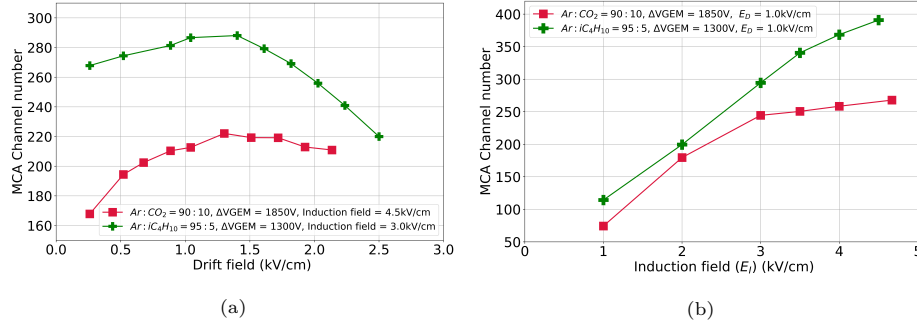 300
280
260
240
220
200
180
160
MCA Channel number
Ar:CO2 = 90:10, ΔVGEM = 1850V, Induction field = 4.5kV/cm
Ar:iC4H10 = 95:5, ΔVGEM = 1300V, Induction field = 3.0kV/cm
0.0 0.5 1.0 1.5 2.0 2.5 3.0
Drift field (kV/cm)
(a)
400
350
300
250
200
150
100
50
MCA Channel number
Ar:CO2 = 90:10, ΔVGEM = 1850V, ED = 1.0kV/cm
Ar:iC4H10 = 95:5, ΔVGEM = 1300V, ED = 1.0kV/cm
0 1 2 3 4 5
Induction field (EI) (kV/cm)
(b)